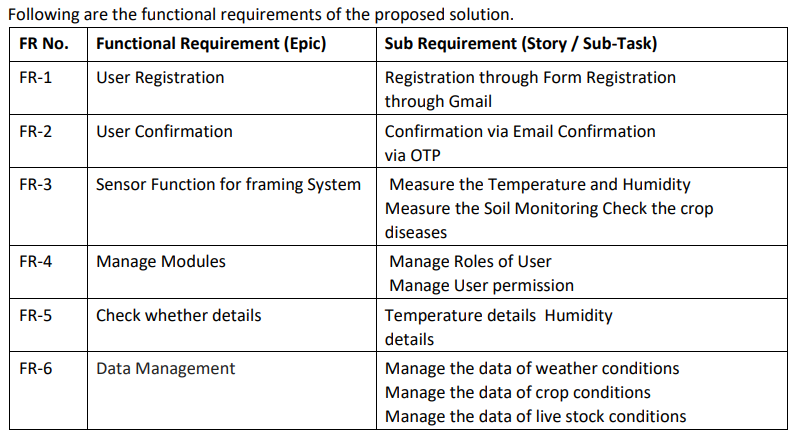 Following are the functional requirements of the proposed solution.
FR No. Functional Requirement (Epic) Sub Requirement (Story / Sub-Task)
FR-1 User Registration Registration through Form Registration
through Gmail
FR-2 User Confirmation Confirmation via Email Confirmation
via OTP
FR-3 Sensor Function for framing System Measure the Temperature and Humidity
Measure the Soil Monitoring Check the crop
diseases
FR-4 Manage Modules Manage Roles of User
Manage User permission
FR-5 Check whether details Temperature details Humidity
details
FR-6 Data Management Manage the data of weather conditions
Manage the data of crop conditions
Manage the data of live stock conditions